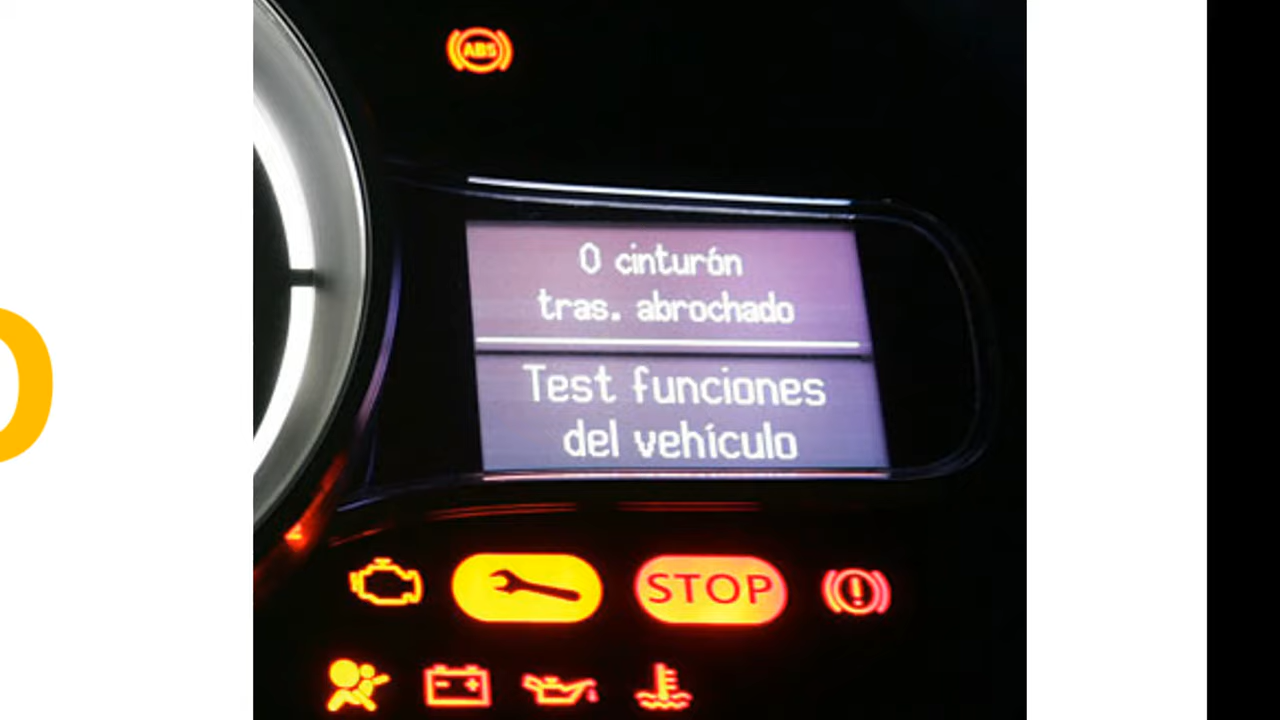 ABS
0 cinturón
tras. abrochado
Test funciones
del vehículo
STOP